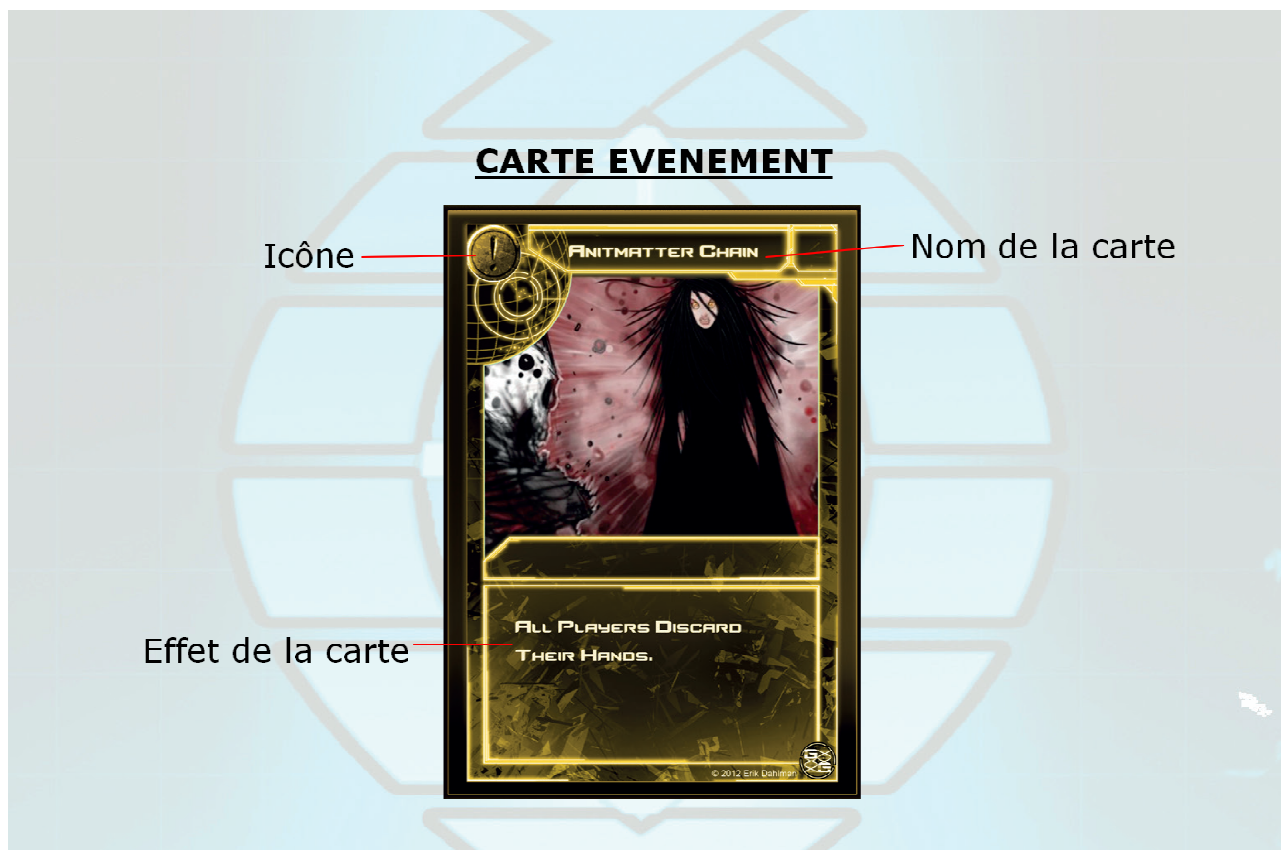 CARTE EVENEMENT
Icône
Anitmatter Chain
Nom de la carte
Effet de la carte
All Players Discard
Their Hands.
© 2012 Erik Dahlman